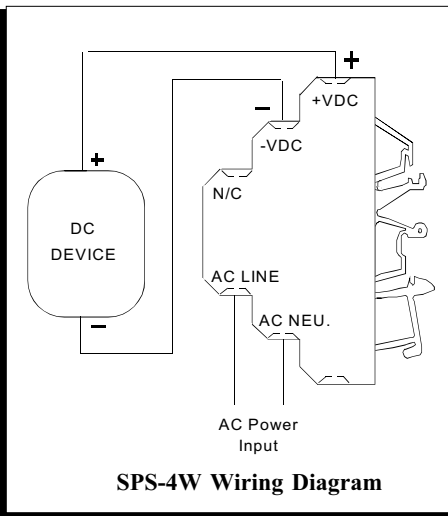 +
+VDC
–
-VDC
N/C
+
DC
DEVICE
–
AC LINE
AC NEU.
AC Power
Input
SPS-4W Wiring Diagram